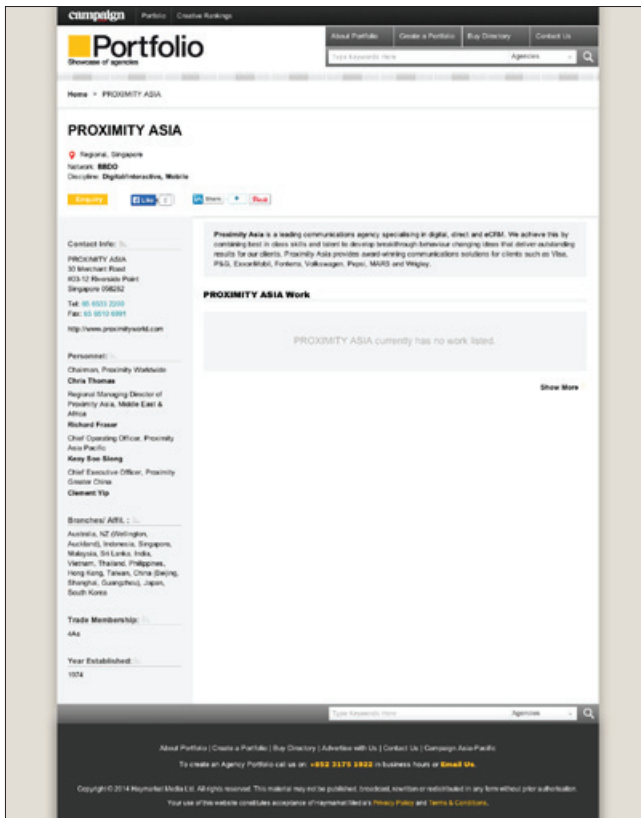 campaign Portfolio Creative Rankings
Portfolio
Showcase of agencies
About Portfolio Create a Portfolio Buy Directory Contact Us
Type Keywords Here Agencies
Home > PROXIMITY ASIA
PROXIMITY ASIA
Regional, Singapore
Network: BBDO
Discipline: Digital/Interactive, Mobile
Enquiry Like 0 Share
Contact Info:
PROXIMITY ASIA
30 Merchant Road
#03-12 Riverside Point
Singapore 058282
Tel:
Fax:
http://www.proximityworld.com
Personnel:
Chairman, Proximity Worldwide
Chris Thomas
Regional Managing Director of
Proximity Asia, Middle East &
Africa
Richard Fraser
Chief Operating Officer, Proximity
Asia Pacific
Keny Soo Siong
Chief Executive Officer, Proximity
Greater China
Clement Yip
Branches/ Affil. :
Australia, NZ (Wellington,
Auckland), Indonesia, Singapore,
Malaysia, Sri Lanka, India,
Vietnam, Thailand, Philippines,
Hong Kong, Taiwan, China (Beijing,
Shanghai, Guangzhou), Japan,
South Korea
Trade Membership:
4As
Year Established:
1974
Proximity Asia is a leading communications agency specialising in digital, direct and eCRM. We achieve this by
combining best in class skills and talent to develop breakthrough behaviour changing ideas that deliver outstanding
results for our clients. Proximity Asia provides award-winning communications solutions for clients such as Visa,
P&G, ExxonMobil, Fonterra, Volkswagen, Pepsi, MARS and Wrigley.
PROXIMITY ASIA Work
PROXIMITY ASIA currently has no work listed.
Show More
Type Keywords Here Agencies
About Portfolio | Create a Portfolio | Buy Directory | Advertise with Us | Contact Us | Campaign Asia-Pacific
To create an Agency Portfolio call us on: +852 3175 1922 in business hours or Email Us.
Copyright © 2014 Haymarket Media Ltd. All rights reserved. This material may not be published, broadcast, rewritten or redistributed in any form without prior authorisation.
Your use of this website constitutes acceptance of Haymarket Media's Privacy Policy and Terms & Conditions.